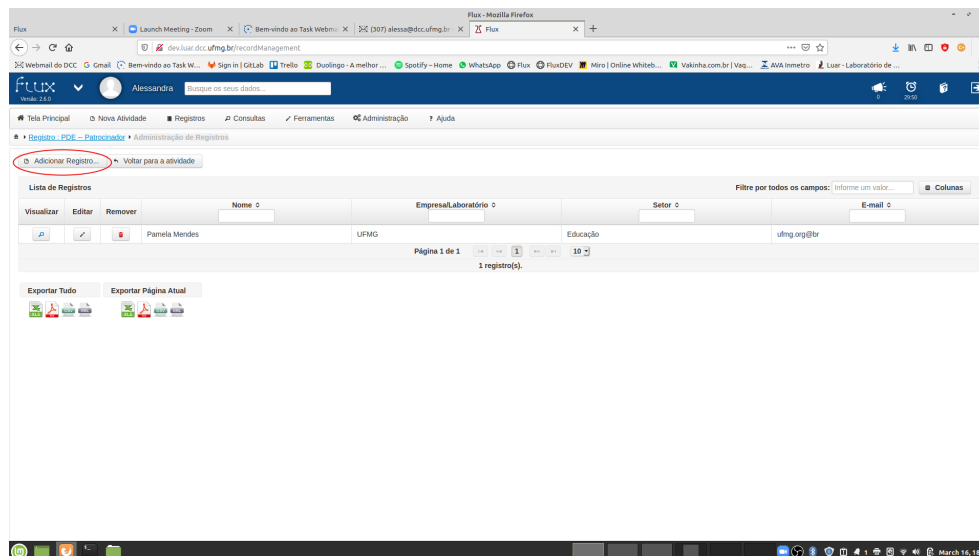 Flux - Mozilla Firefox
Flux Launch Meeting - Zoom Bem-vindo ao Task Webma (307) alessa@dcc.ufmg.br Flux
dev.luar.dcc.ufmg.br/recordManagement
Webmail do DCC Gmail Bem-vindo ao Task W... Sign in | GitLab Trello Duolingo - A melhor ... Spotify – Home WhatsApp Flux FluxDEV Miro | Online Whiteb... Vakinha.com.br | Vaq... AVA Inmetro Luar - Laboratório de ...
FLUX Alessandra Busque os seus dados...
Versão: 2.6.0 0 29:50
Tela Principal Nova Atividade Registros Consultas Ferramentas Administração ? Ajuda
Registro : PDE -- Patrocinador Administração de Registros
Adicionar Registro... Voltar para a atividade
Lista de Registros Filtre por todos os campos: Informe um valor... Colunas
Visualizar Editar Remover Nome Empresa/Laboratório Setor E-mail
Pamela Mendes UFMG Educação ufmg.org@br
Página 1 de 1 1 10
1 registro(s).
Exportar Tudo Exportar Página Atual
March 16, 1